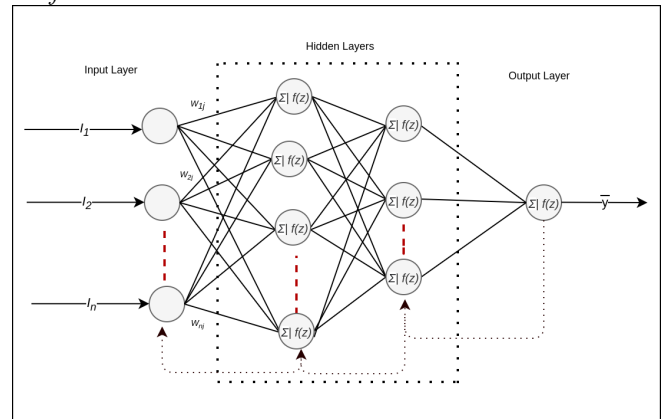 Hidden Layers
Input Layer
Output Layer
w1j
Σ| f(z)
I1
Σ| f(z)
w2j
Σ| f(z)
I2
Σ| f(z)
Σ| f(z)
y̅
Σ| f(z)
Σ| f(z)
In
wnj
Σ| f(z)